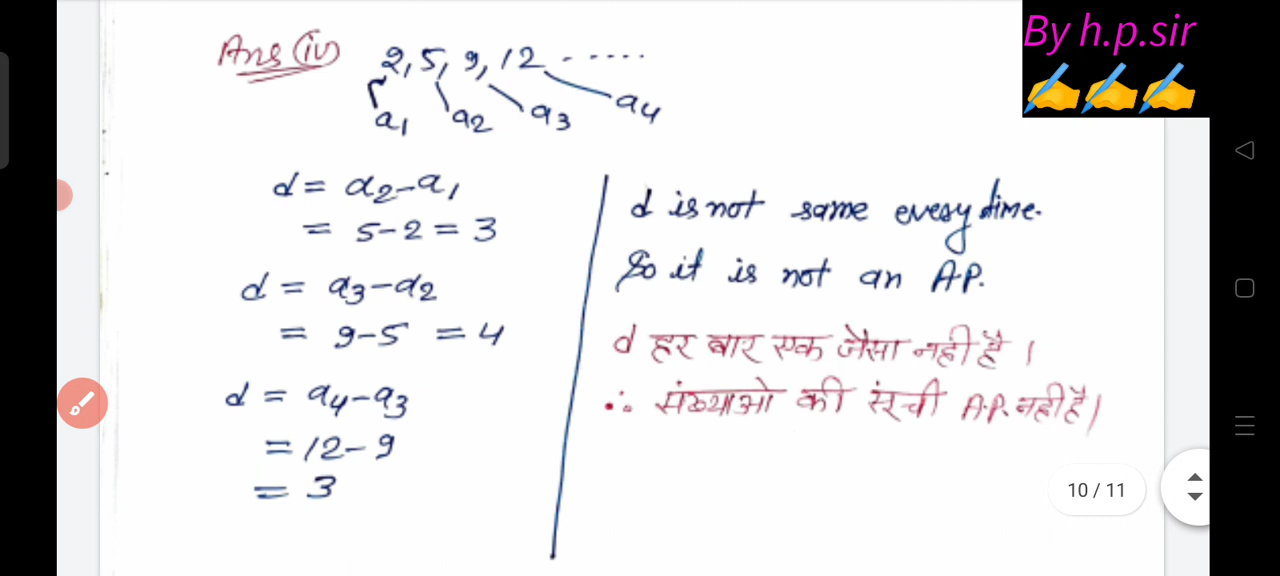 By h.p.sir
✍️✍️✍️
Ans (iv) 2, 5, 9, 12 ......
a1 a2 a3 a4
d = a2-a1
= 5-2 = 3
d = a3-a2
= 9-5 = 4
d = a4-a3
= 12-9
= 3
d is not same every time.
So it is not an A.P.
d हर बार एक जैसा नही है ।
∴ संख्याओ की सूंची A.P. नही है ।
10 / 11